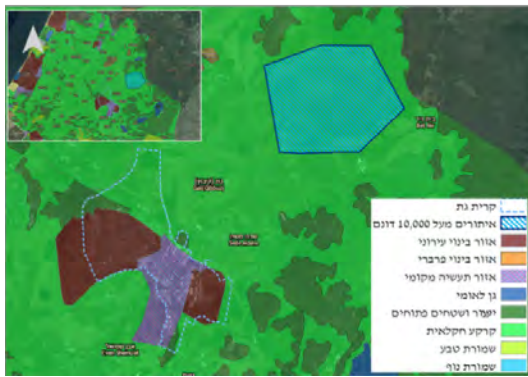 קרית גת
איתורים מעל 10,000 דונם
אזור בינוי עירוני
אזור בינוי פרברי
אזור תעשיה מקומי
גן לאומי
יעור ושטחים פתוחים
קרקע חקלאית
שמורת טבע
שמורת נוף